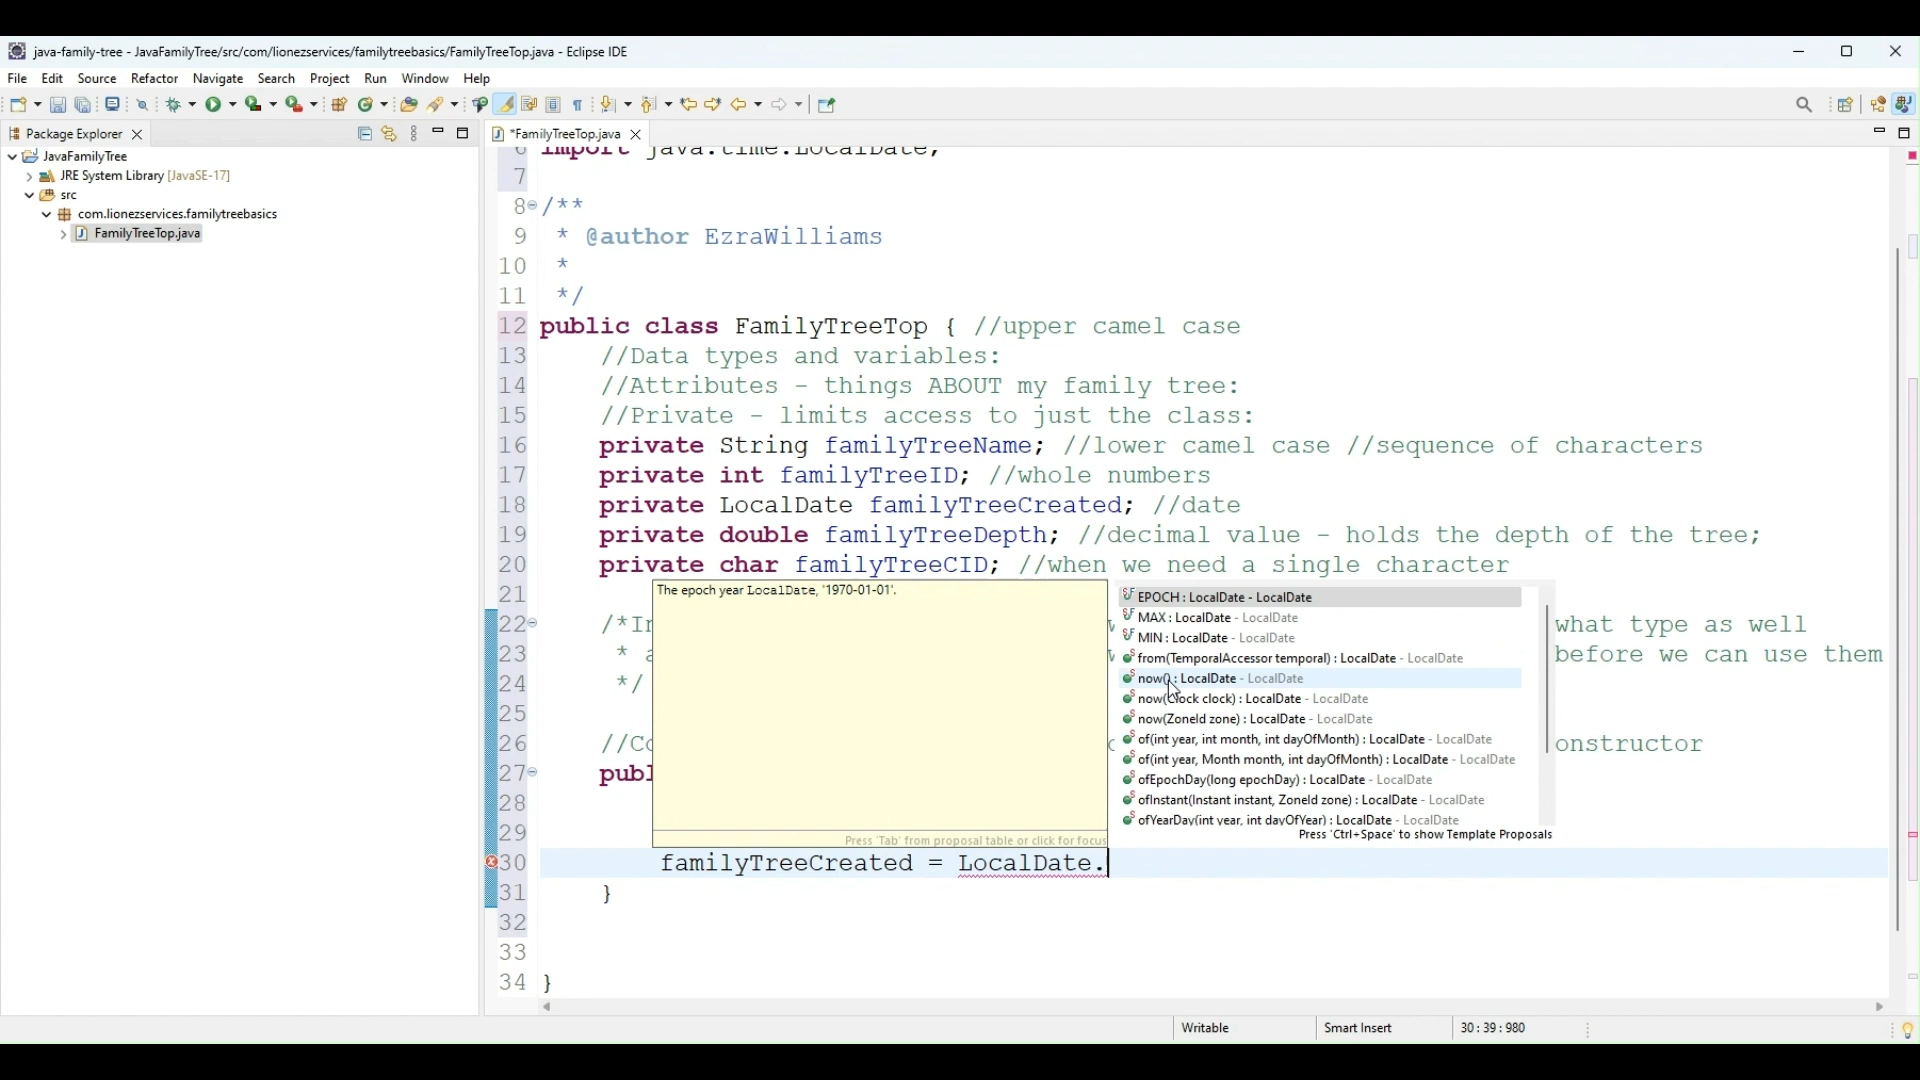 java-family-tree - JavaFamilyTree/src/com/lionezservices/familytreebasics/FamilyTreeTop.java - Eclipse IDE
File Edit Source Refactor Navigate Search Project Run Window Help
Package Explorer
*FamilyTreeTop.java
JavaFamilyTree
JRE System Library [JavaSE-17]
src
com.lionezservices.familytreebasics
FamilyTreeTop.java
6 import java.time.LocalDate;
7
8 /**
9 * @author EzraWilliams
10 *
11 */
12 public class FamilyTreeTop { //upper camel case
13 //Data types and variables:
14 //Attributes - things ABOUT my family tree:
15 //Private - limits access to just the class:
16 private String familyTreeName; //lower camel case //sequence of characters
17 private int familyTreeID; //whole numbers
18 private LocalDate familyTreeCreated; //date
19 private double familyTreeDepth; //decimal value - holds the depth of the tree;
20 private char familyTreeCID; //when we need a single character
21
22 /*I what type as well
23 * before we can use them
24 */
25
26 //Co onstructor
27 publ
28
29
30 familyTreeCreated = LocalDate.
31 }
32
33
34 }
The epoch year LocalDate, '1970-01-01'.
Press 'Tab' from proposal table or click for focus
EPOCH : LocalDate - LocalDate
MAX : LocalDate - LocalDate
MIN : LocalDate - LocalDate
from(TemporalAccessor temporal) : LocalDate - LocalDate
now() : LocalDate - LocalDate
now(Clock clock) : LocalDate - LocalDate
now(ZoneId zone) : LocalDate - LocalDate
of(int year, int month, int dayOfMonth) : LocalDate - LocalDate
of(int year, Month month, int dayOfMonth) : LocalDate - LocalDate
ofEpochDay(long epochDay) : LocalDate - LocalDate
ofInstant(Instant instant, ZoneId zone) : LocalDate - LocalDate
ofYearDay(int year, int dayOfYear) : LocalDate - LocalDate
Press 'Ctrl+Space' to show Template Proposals
Writable Smart Insert 30 : 39 : 980